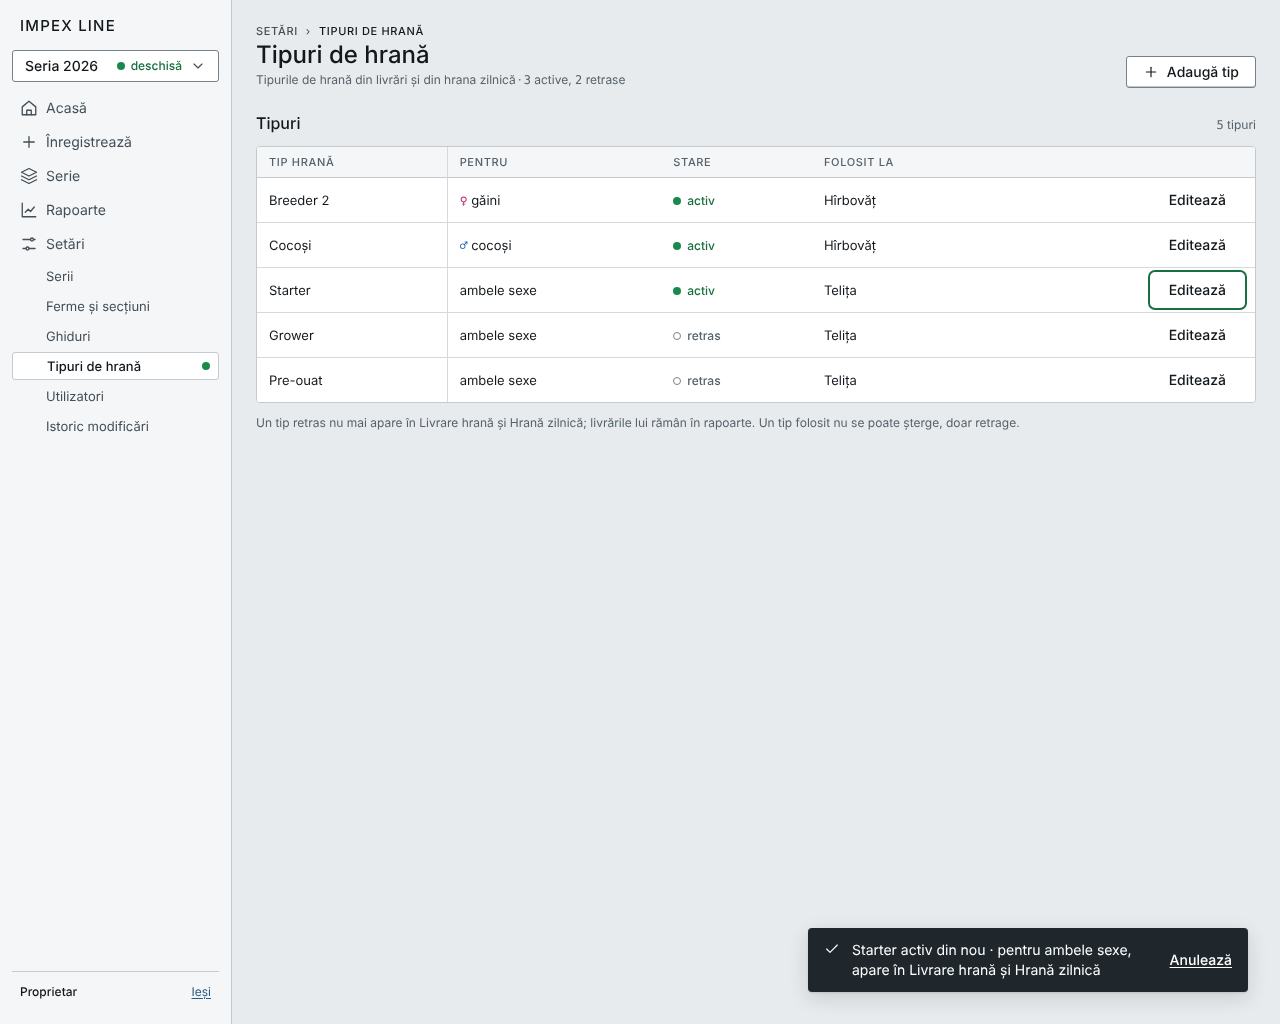 IMPEX LINE
Seria 2026 deschisă
Acasă
Înregistrează
Serie
Rapoarte
Setări
Serii
Ferme și secțiuni
Ghiduri
Tipuri de hrană
Utilizatori
Istoric modificări
Proprietar Ieși
SETĂRI › TIPURI DE HRANĂ
Tipuri de hrană
Tipurile de hrană din livrări și din hrana zilnică · 3 active, 2 retrase
Adaugă tip
Tipuri
5 tipuri
TIP HRANĂ PENTRU STARE FOLOSIT LA
Breeder 2 ♀ găini activ Hîrbovăț Editează
Cocoși ♂ cocoși activ Hîrbovăț Editează
Starter ambele sexe activ Telița Editează
Grower ambele sexe retras Telița Editează
Pre-ouat ambele sexe retras Telița Editează
Un tip retras nu mai apare în Livrare hrană și Hrană zilnică; livrările lui rămân în rapoarte. Un tip folosit nu se poate șterge, doar retrage.
Starter activ din nou · pentru ambele sexe,
apare în Livrare hrană și Hrană zilnică
Anulează